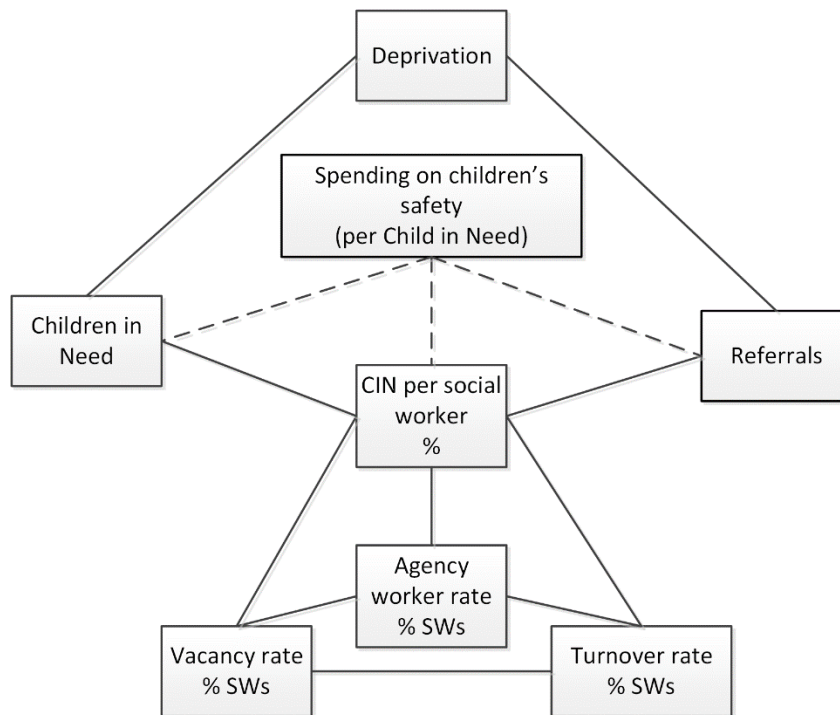 Deprivation
Spending on children’s
safety
(per Child in Need)
Children in
Need
Referrals
CIN per social
worker
%
Agency
worker rate
% SWs
Vacancy rate
% SWs
Turnover rate
% SWs